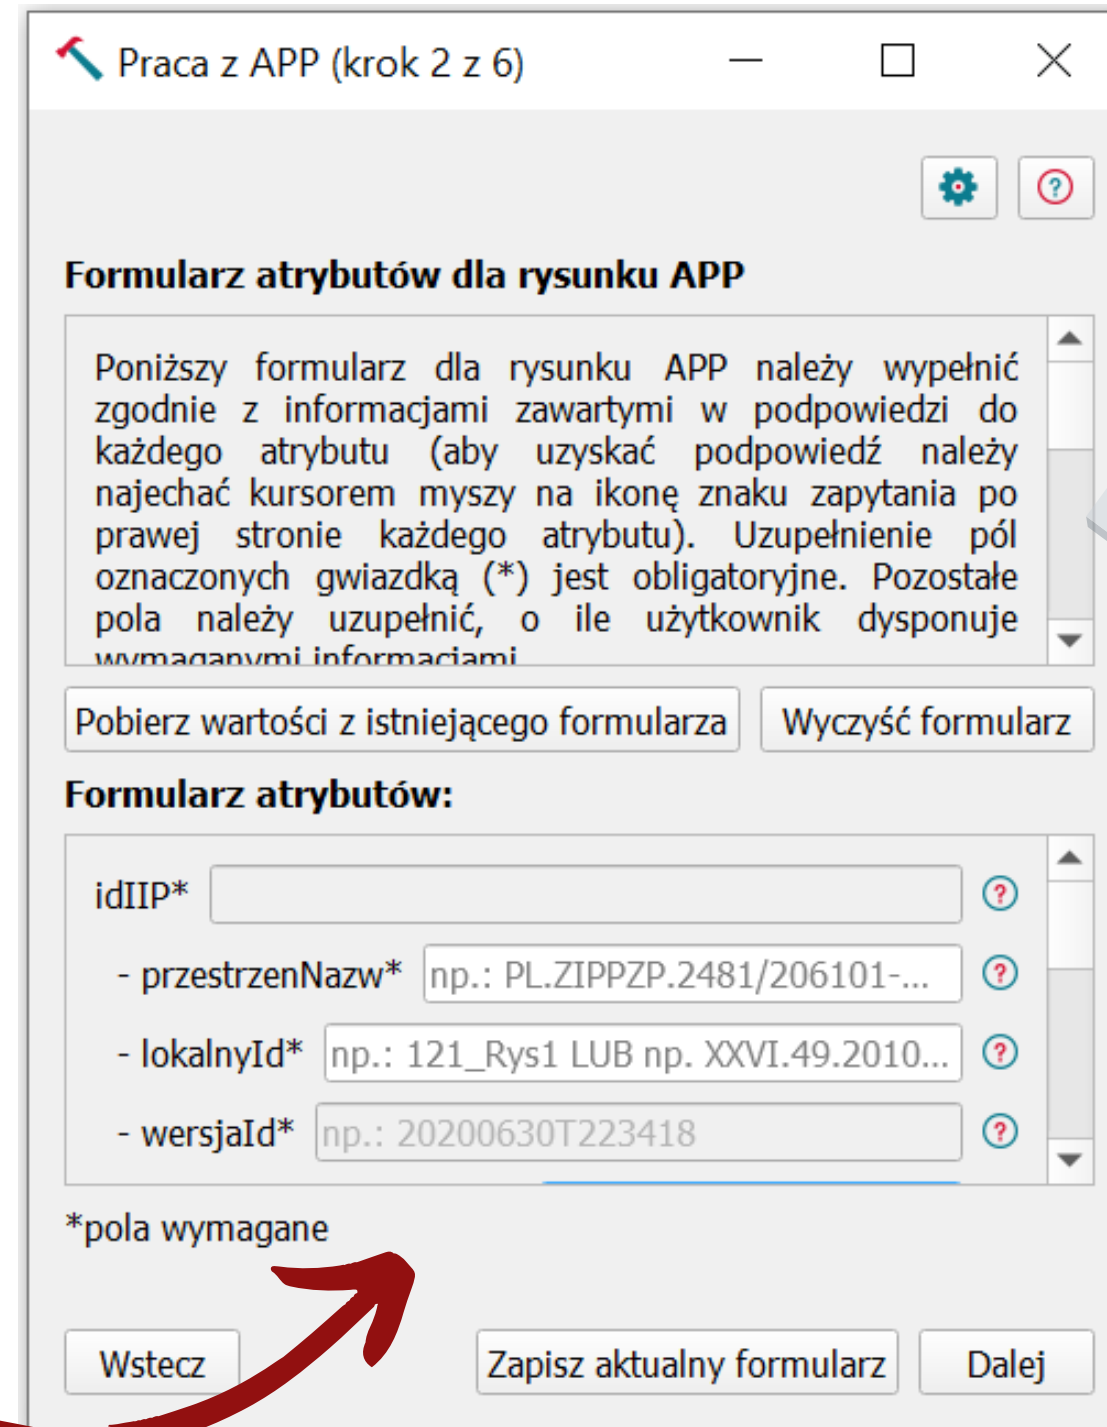 Praca z APP (krok 2 z 6)
Formularz atrybutów dla rysunku APP
Poniższy formularz dla rysunku APP należy wypełnić
zgodnie z informacjami zawartymi w podpowiedzi do
każdego atrybutu (aby uzyskać podpowiedź należy
najechać kursorem myszy na ikonę znaku zapytania po
prawej stronie każdego atrybutu). Uzupełnienie pól
oznaczonych gwiazdką (*) jest obligatoryjne. Pozostałe
pola należy uzupełnić, o ile użytkownik dysponuje
wymaganymi informacjami
Pobierz wartości z istniejącego formularza Wyczyść formularz
Formularz atrybutów:
idIIP* ?
- przestrzenNazw* np.: PL.ZIPPZP.2481/206101-... ?
- lokalnyId* np.: 121_Rys1 LUB np. XXVI.49.2010... ?
- wersjaId* np.: 20200630T223418 ?
*pola wymagane
Wstecz Zapisz aktualny formularz Dalej